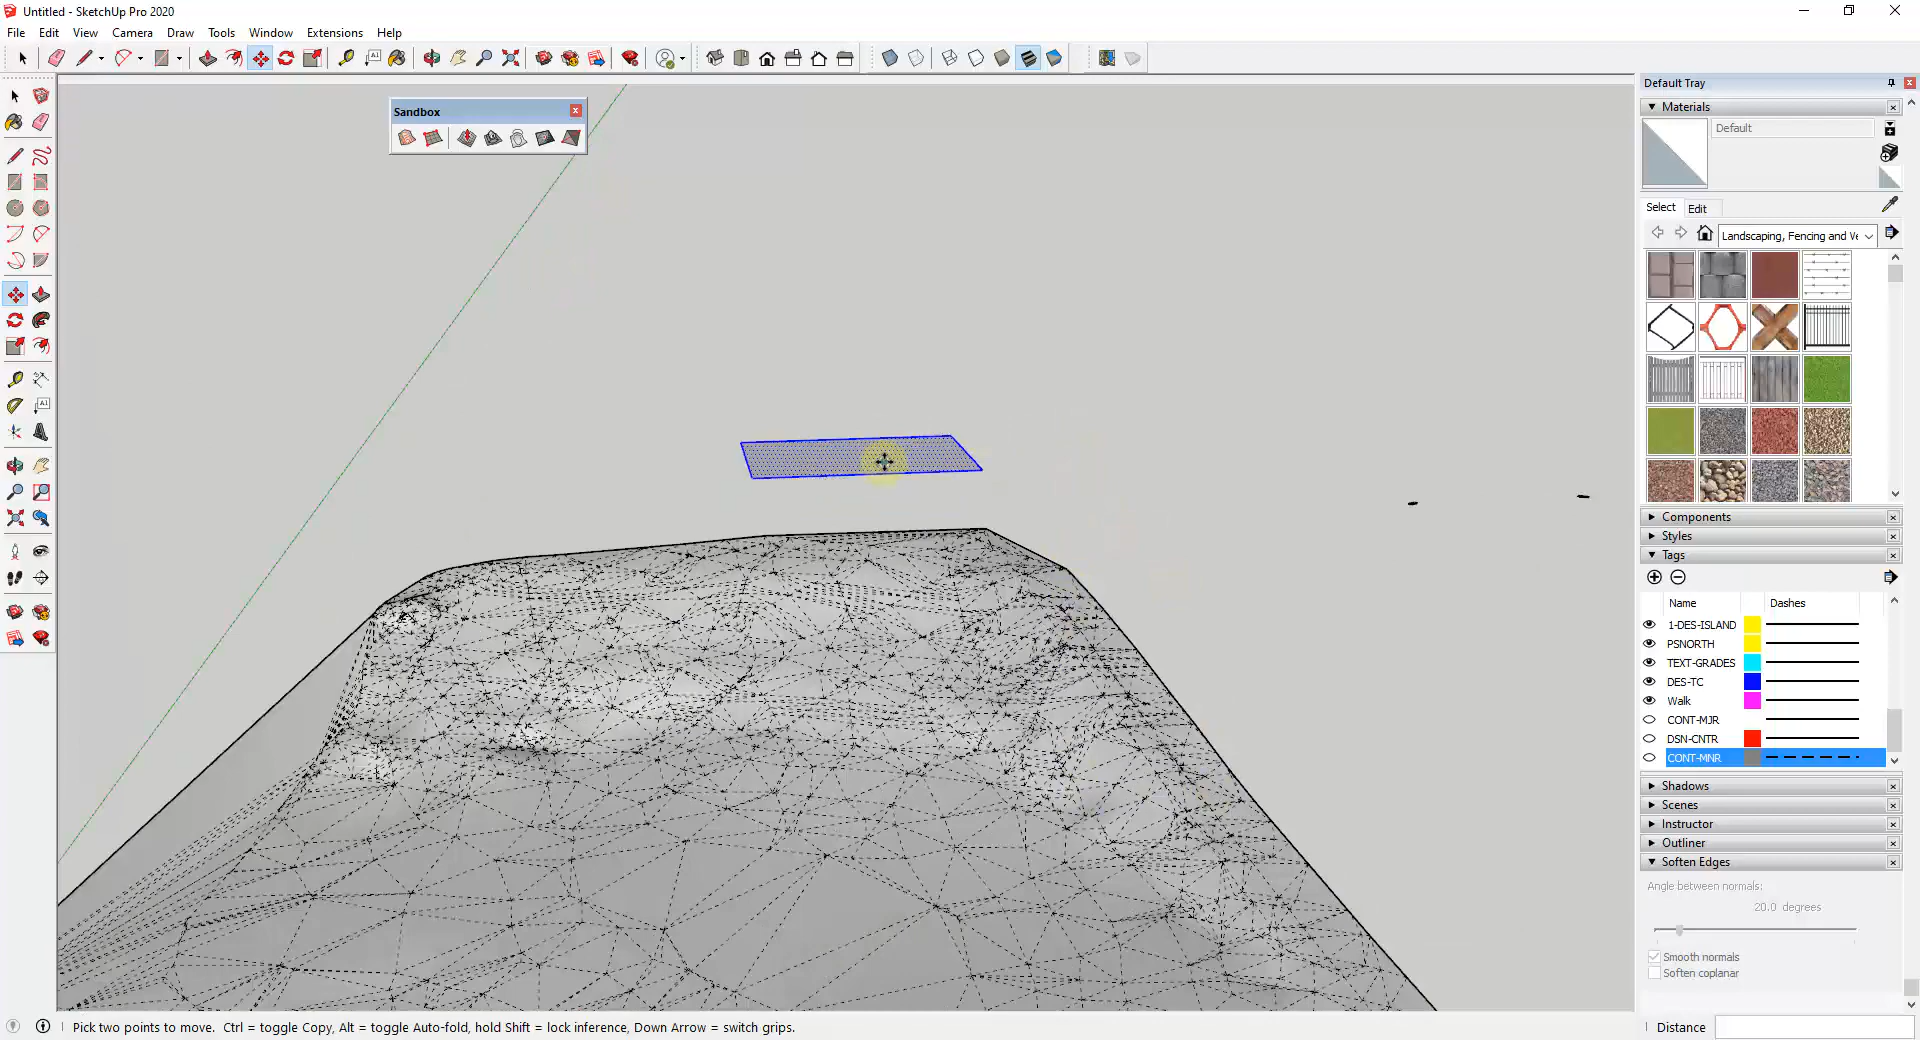 Untitled - SketchUp Pro 2020
File Edit View Camera Draw Tools Window Extensions Help
Default Tray
Materials
Sandbox
Default
Select Edit
Landscaping, Fencing and Ve
Components
Styles
Tags
Name Dashes
1-DES-ISLAND
PSNORTH
TEXT-GRADES
DES-TC
Walk
CONT-MJR
DSN-CNTR
CONT-MNR
Shadows
Scenes
Instructor
Outliner
Soften Edges
Angle between normals:
20.0 degrees
Smooth normals
Soften coplanar
Pick two points to move. Ctrl = toggle Copy, Alt = toggle Auto-fold, hold Shift = lock inference, Down Arrow = switch grips.
Distance